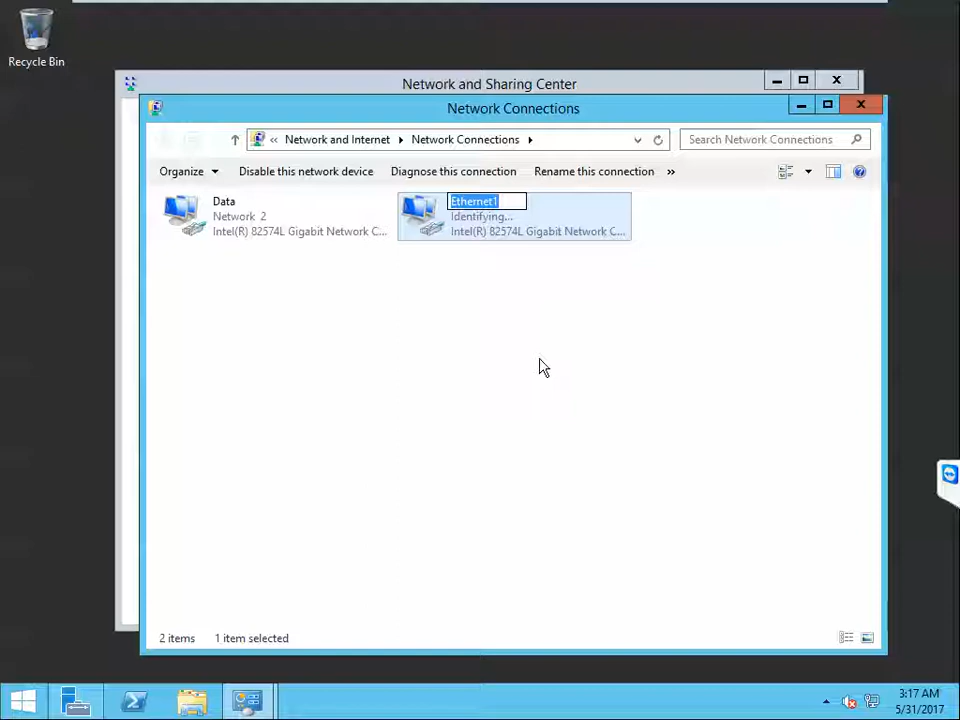 Recycle Bin
Network and Sharing Center
Network Connections
« Network and Internet Network Connections
Search Network Connections
Organize Disable this network device Diagnose this connection Rename this connection »
Data
Network 2
Intel(R) 82574L Gigabit Network C...
Ethernet1
Identifying...
Intel(R) 82574L Gigabit Network C...
2 items 1 item selected
3:17 AM
5/31/2017